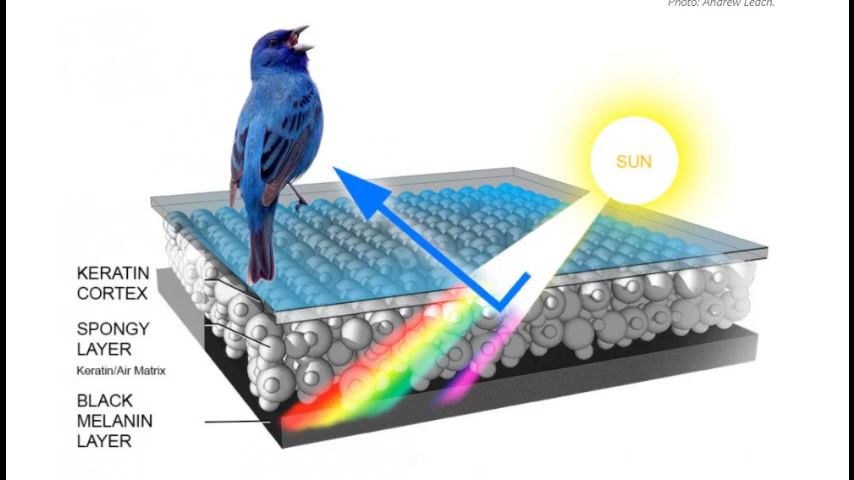 Photo: Andrew Leach.
SUN
KERATIN
CORTEX
SPONGY
LAYER
Keratin/Air Matrix
BLACK
MELANIN
LAYER